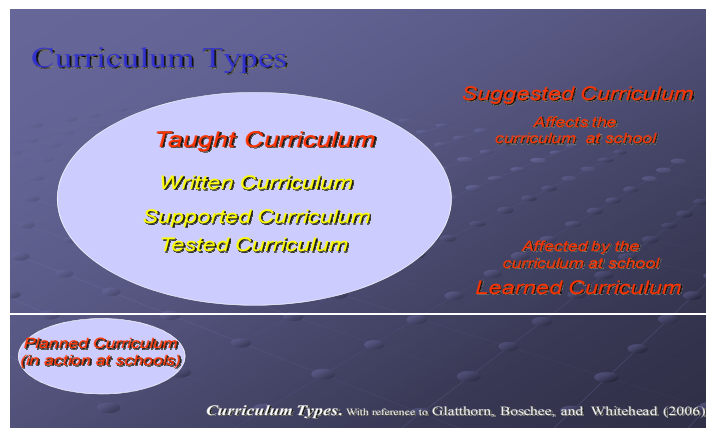 Curriculum Types
Suggested Curriculum
Affects the
curriculum at school
Taught Curriculum
Written Curriculum
Supported Curriculum
Tested Curriculum
Affected by the
curriculum at school
Learned Curriculum
Planned Curriculum
(in action at schools)
Curriculum Types. With reference to Glatthorn, Boschee, and Whitehead (2006)